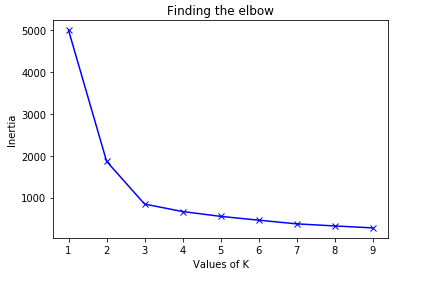 Finding the elbow
5000
4000
3000
2000
1000
Inertia
1 2 3 4 5 6 7 8 9
Values of K